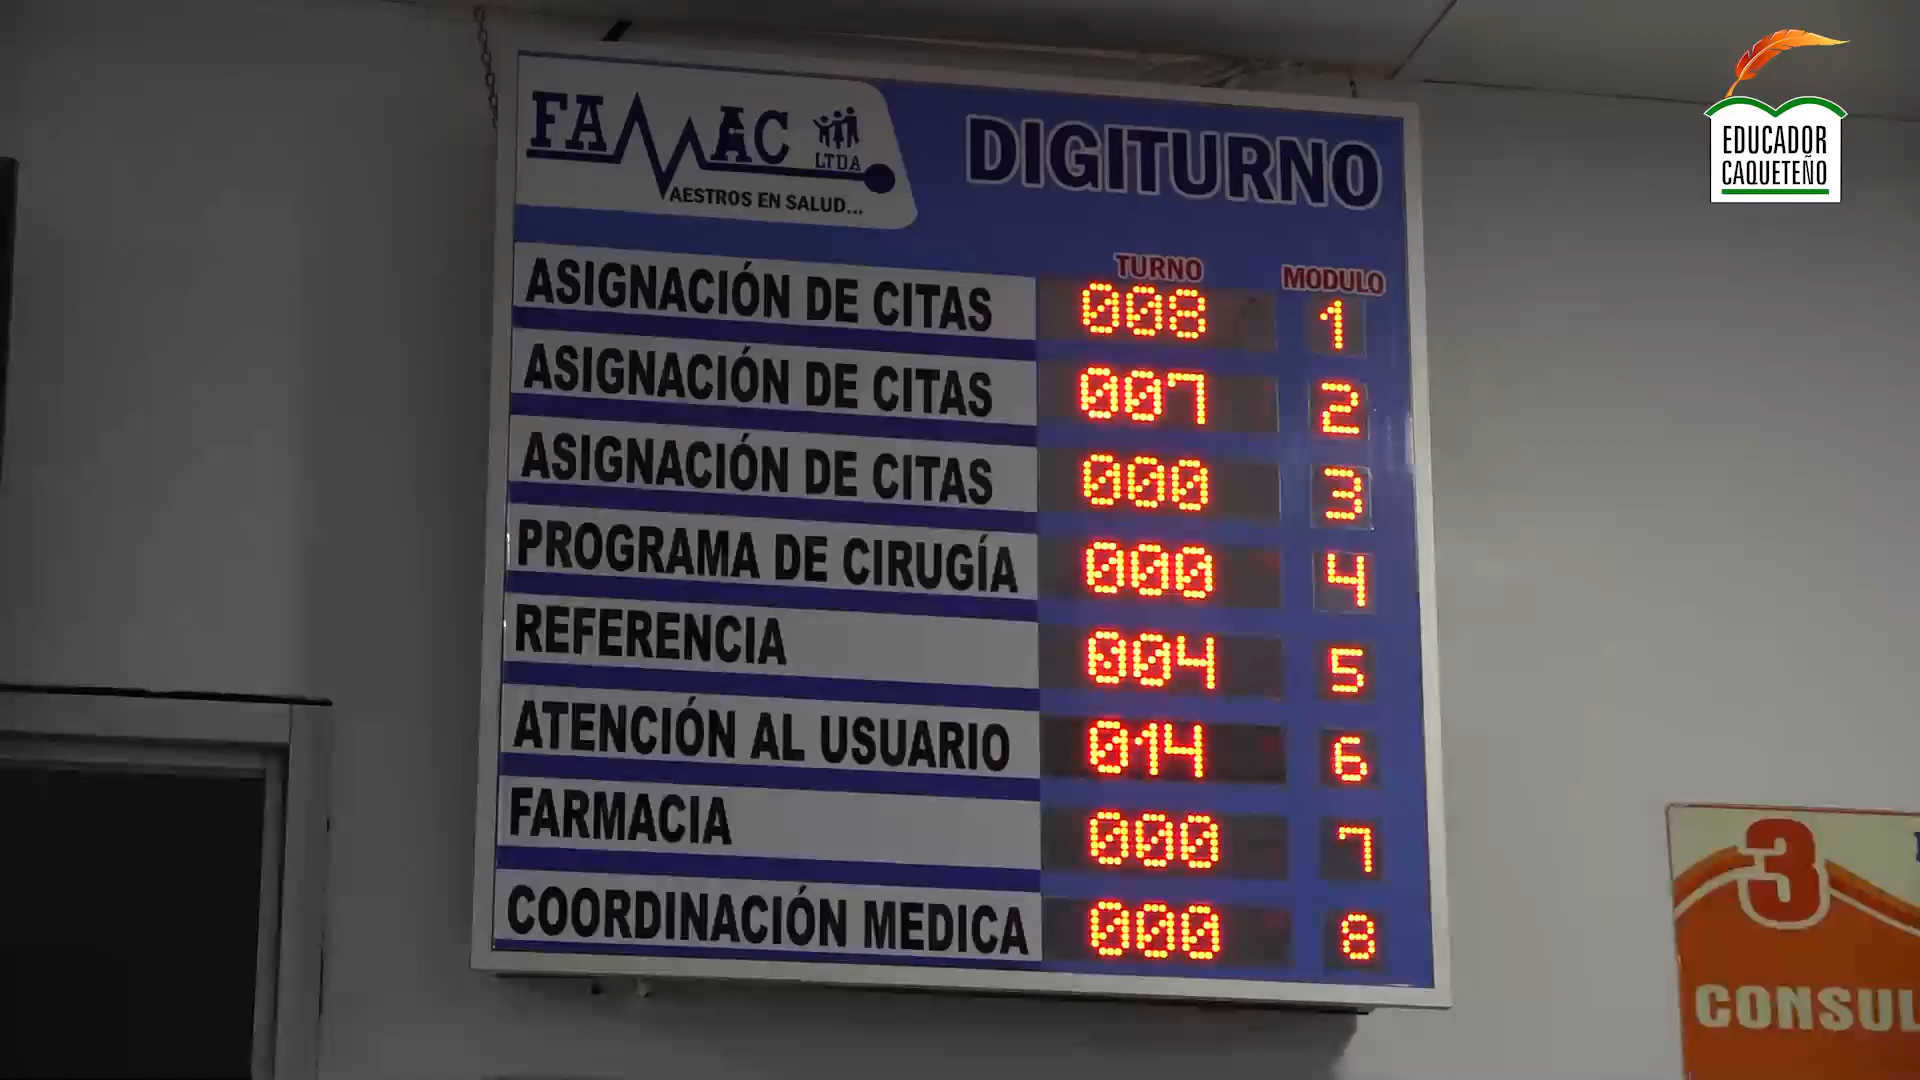 FAMAC
LTDA
MAESTROS EN SALUD...
DIGITURNO
TURNO MODULO
ASIGNACIÓN DE CITAS 008 1
ASIGNACIÓN DE CITAS 007 2
ASIGNACIÓN DE CITAS 000 3
PROGRAMA DE CIRUGÍA 000 4
REFERENCIA 004 5
ATENCIÓN AL USUARIO 014 6
FARMACIA 000 7
COORDINACIÓN MEDICA 000 8
EDUCADOR
CAQUETEÑO
3
CONSUL